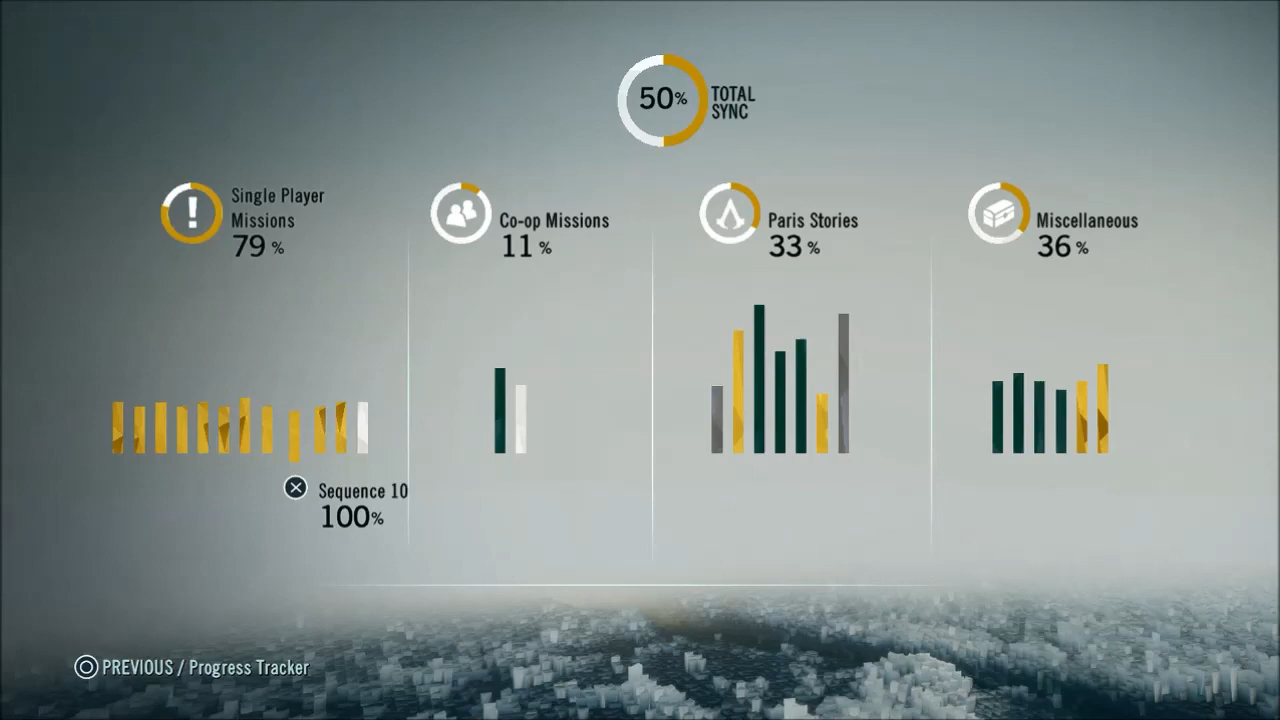 50%
TOTAL
SYNC
Single Player
Missions
79 %
Co-op Missions
11 %
Paris Stories
33 %
Miscellaneous
36 %
Sequence 10
100%
PREVIOUS / Progress Tracker